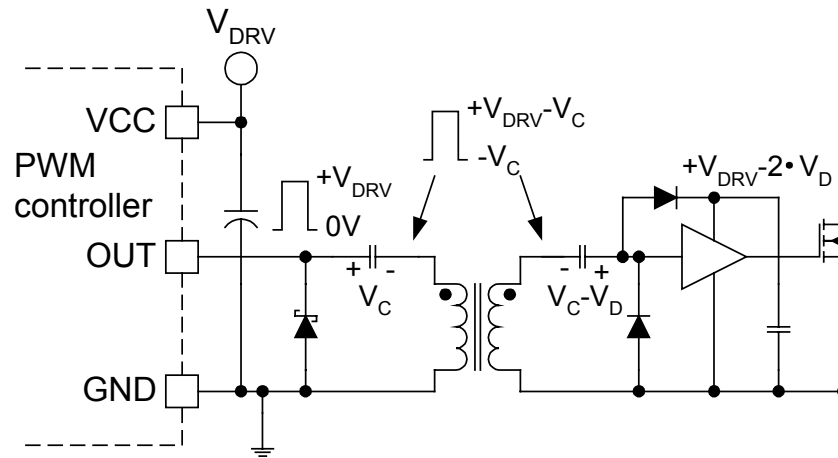 V_DRV
VCC
PWM
controller
OUT
GND
+V_DRV
0V
+ -
V_C
+V_DRV-V_C
-V_C
- +
V_C-V_D
+V_DRV-2•V_D